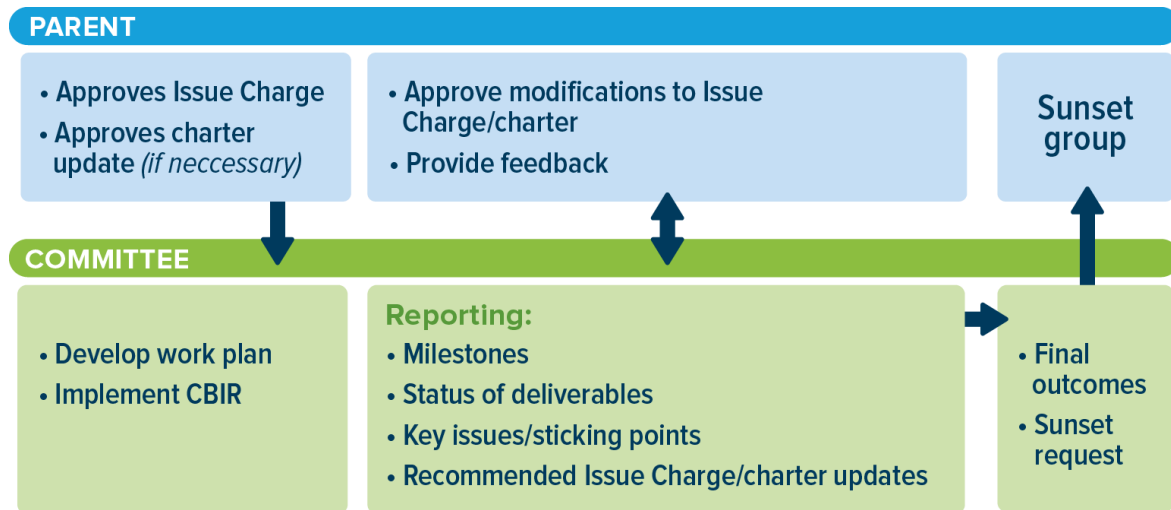 PARENT
• Approves Issue Charge
• Approves charter
update (if neccessary)
• Approve modifications to Issue
Charge/charter
• Provide feedback
Sunset
group
COMMITTEE
• Develop work plan
• Implement CBIR
Reporting:
• Milestones
• Status of deliverables
• Key issues/sticking points
• Recommended Issue Charge/charter updates
• Final
outcomes
• Sunset
request